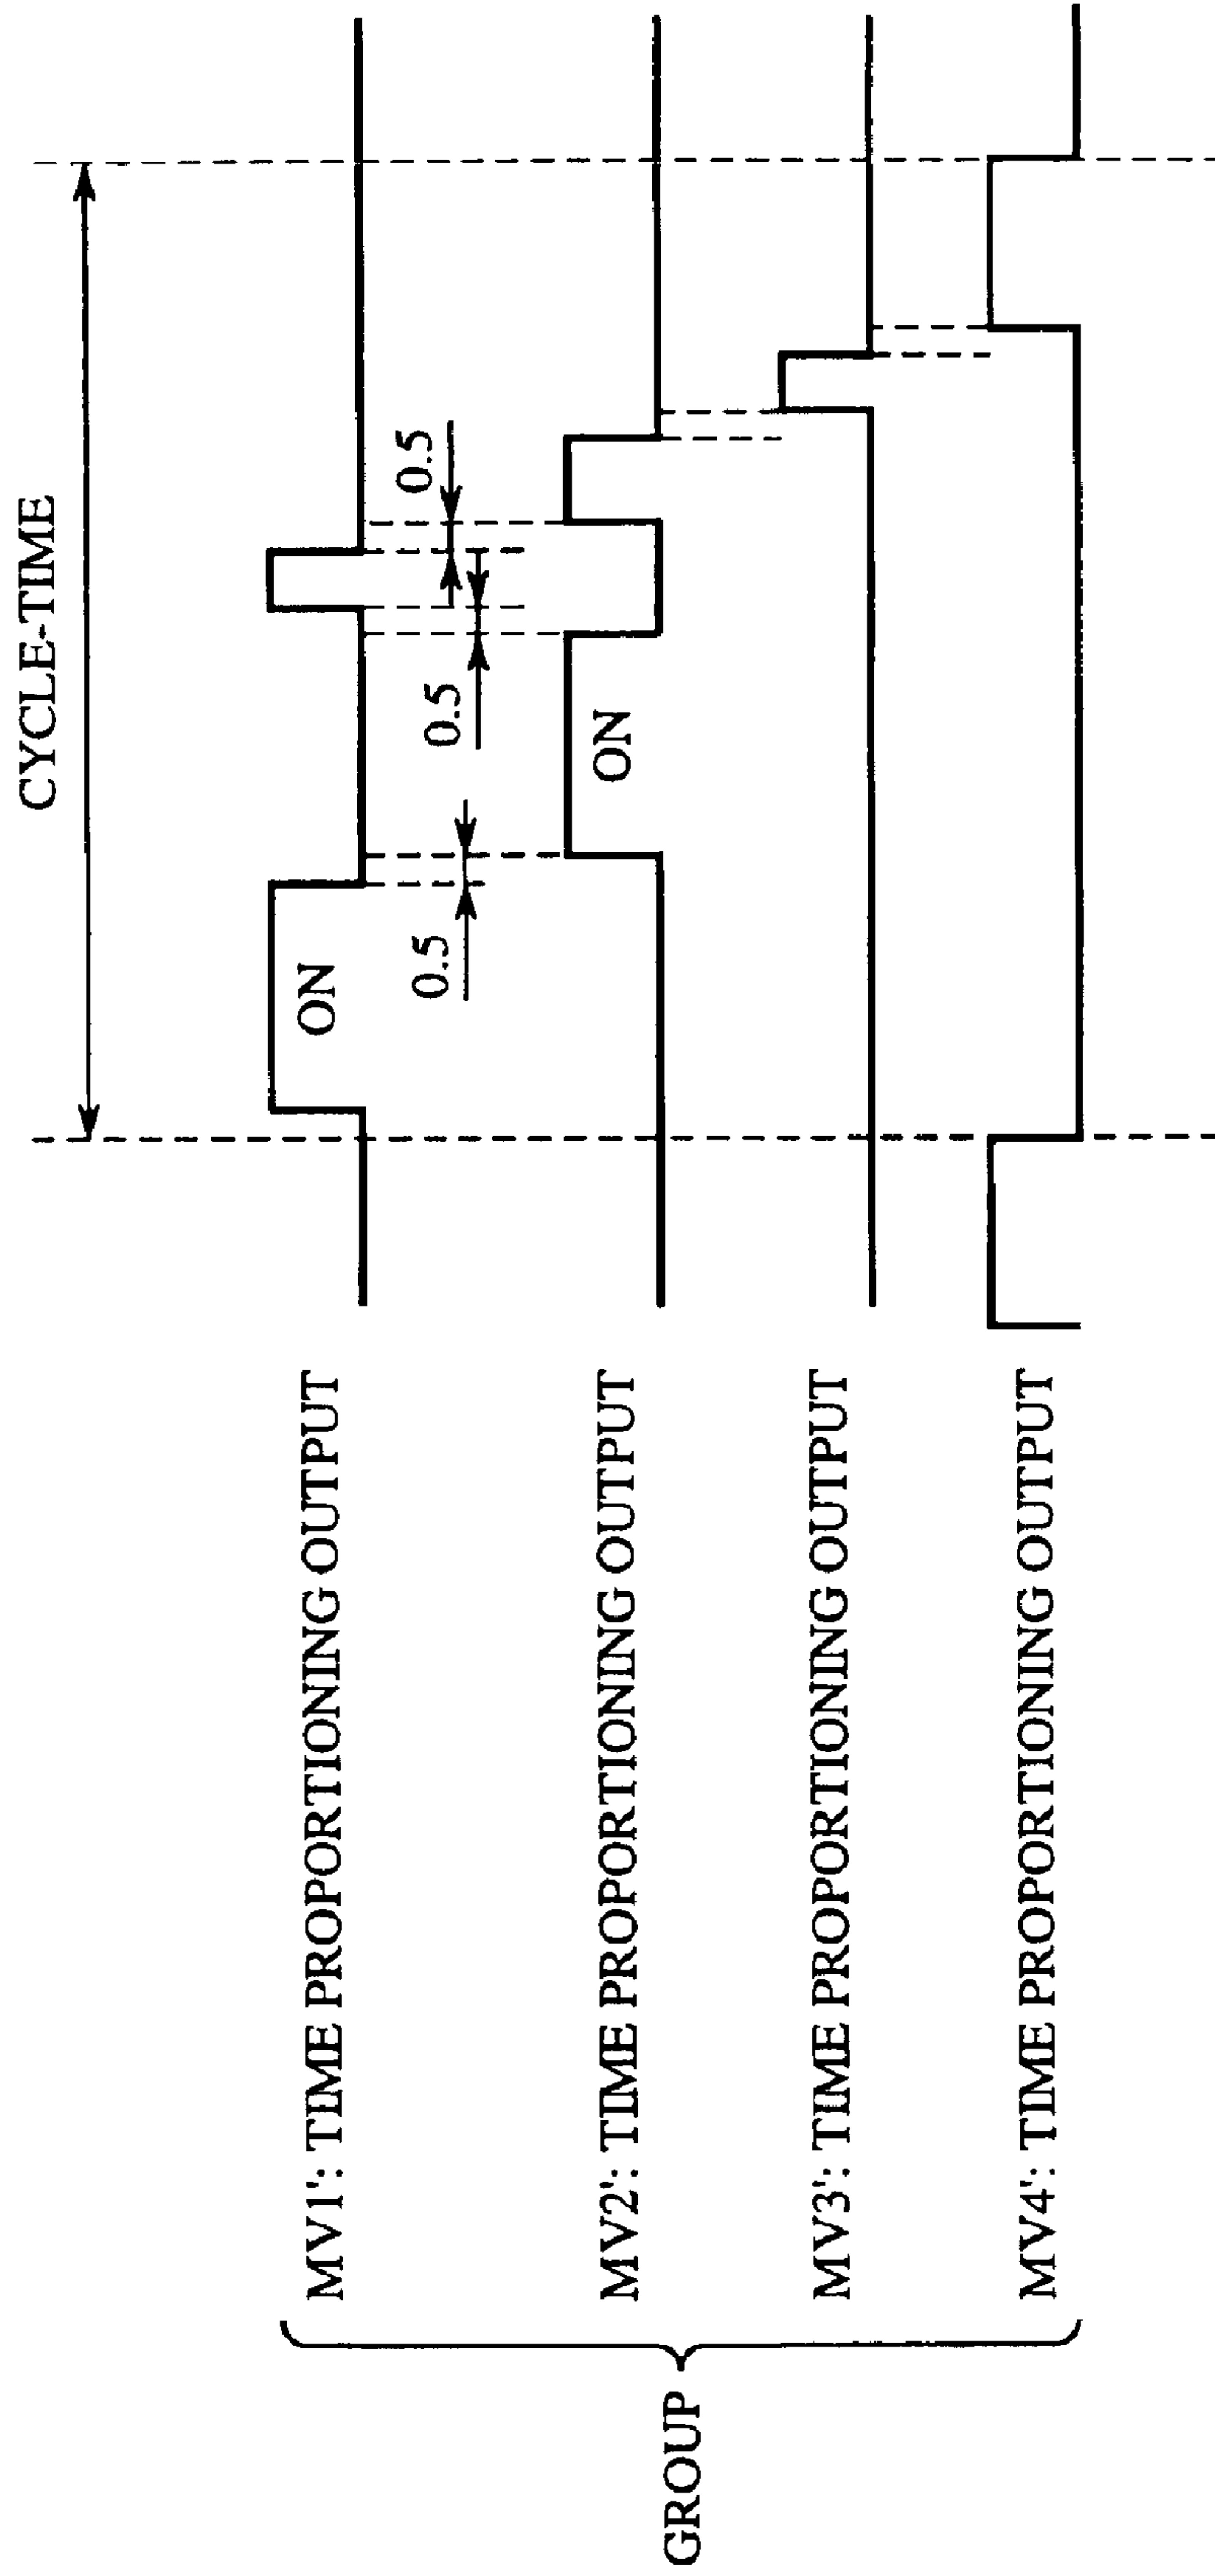 CYCLE-TIME
GROUP
MV1': TIME PROPORTIONING OUTPUT
ON
0.5
0.5
0.5
MV2': TIME PROPORTIONING OUTPUT
ON
MV3': TIME PROPORTIONING OUTPUT
MV4': TIME PROPORTIONING OUTPUT